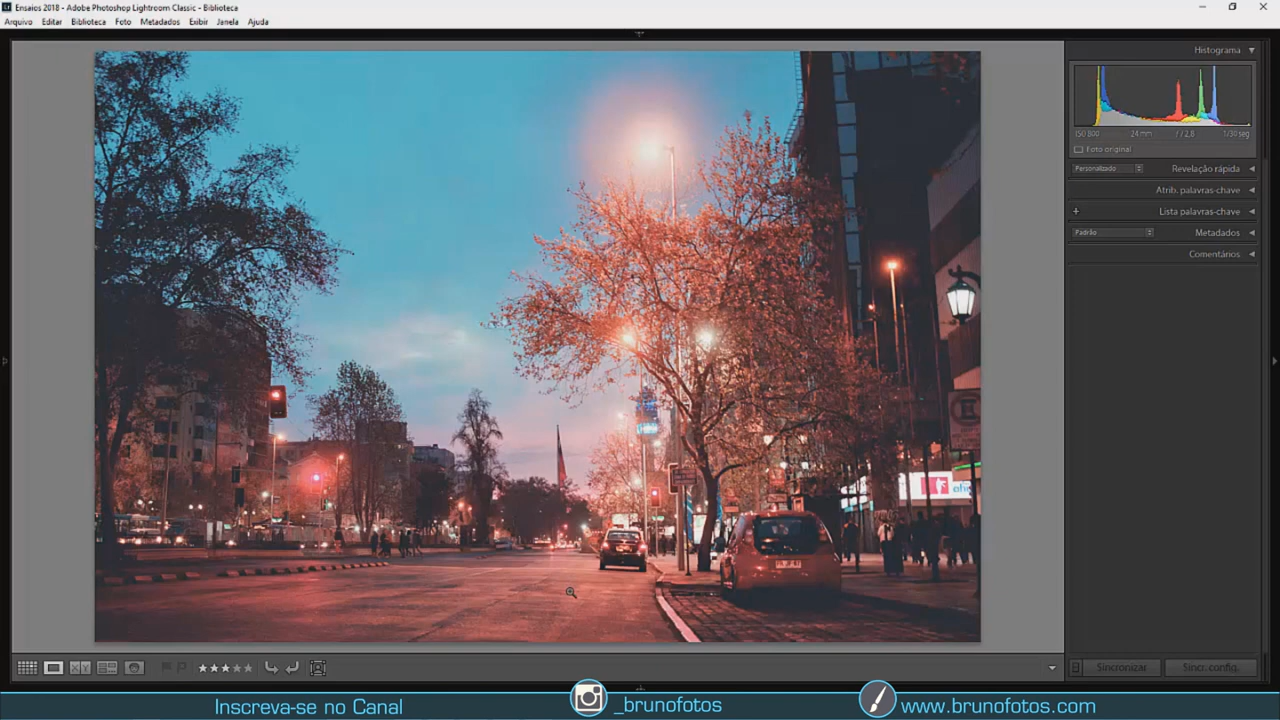 Ensaios 2018 - Adobe Photoshop Lightroom Classic - Biblioteca
Arquivo Editar Biblioteca Foto Metadados Exibir Janela Ajuda
Histograma
ISO 800 24 mm f / 2,8 1/30 seg
Foto original
Personalizado Revelação rápida
Atrib. palavras-chave
+ Lista palavras-chave
Padrão Metadados
Comentários
XY
Sincronizar Sincr. config.
Inscreva-se no Canal _brunofotos www.brunofotos.com